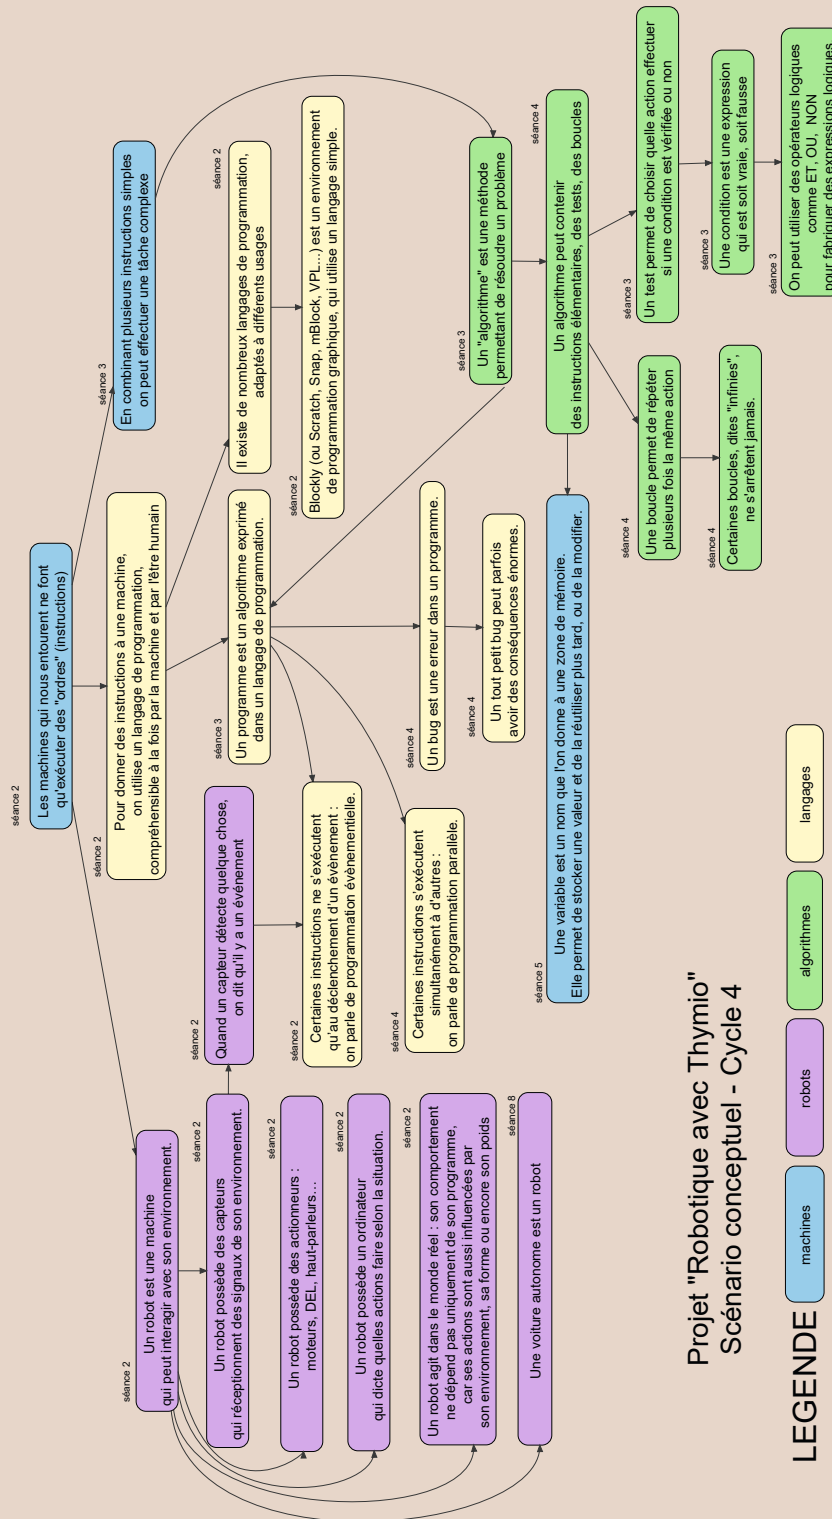 séance 2
Les machines qui nous entourent ne font
qu'exécuter des "ordres" (instructions)
séance 2
Un robot est une machine
qui peut interagir avec son environnement.
séance 2
Un robot possède des capteurs
qui réceptionnent des signaux de son environnement.
séance 2
Un robot possède des actionneurs :
moteurs, DEL, haut-parleurs...
séance 2
Un robot possède un ordinateur
qui dicte quelles actions faire selon la situation.
séance 2
Un robot agit dans le monde réel : son comportement
ne dépend pas uniquement de son programme,
car ses actions sont aussi influencées par
son environnement, sa forme ou encore son poids
séance 8
Une voiture autonome est un robot
séance 2
Quand un capteur détecte quelque chose,
on dit qu'il y a un événement
séance 2
Certaines instructions ne s'exécutent
qu'au déclenchement d'un évènement :
on parle de programmation évènementielle.
séance 4
Certaines instructions s'exécutent
simultanément à d'autres :
on parle de programmation parallèle.
séance 2
Pour donner des instructions à une machine,
on utilise un langage de programmation,
compréhensible à la fois par la machine et par l'être humain
séance 3
Un programme est un algorithme exprimé
dans un langage de programmation.
séance 4
Un bug est une erreur dans un programme.
séance 4
Un tout petit bug peut parfois
avoir des conséquences énormes.
séance 2
Il existe de nombreux langages de programmation,
adaptés à différents usages
séance 2
Blockly (ou Scratch, Snap, mBlock, VPL...) est un environnement
de programmation graphique, qui utilise un langage simple.
séance 3
En combinant plusieurs instructions simples
on peut effectuer une tâche complexe
séance 3
Un "algorithme" est une méthode
permettant de résoudre un problème
séance 4
Un algorithme peut contenir
des instructions élémentaires, des tests, des boucles
séance 5
Une variable est un nom que l'on donne à une zone de mémoire.
Elle permet de stocker une valeur et de la réutiliser plus tard, ou de la modifier.
séance 4
Une boucle permet de répéter
plusieurs fois la même action
séance 4
Certaines boucles, dites "infinies",
ne s'arrêtent jamais.
séance 3
Un test permet de choisir quelle action effectuer
si une condition est vérifiée ou non
séance 3
Une condition est une expression
qui est soit vraie, soit fausse
séance 3
On peut utiliser des opérateurs logiques
comme ET, OU, NON
pour fabriquer des expressions logiques
Projet "Robotique avec Thymio"
Scénario conceptuel - Cycle 4
LEGENDE
machines
robots
algorithmes
langages